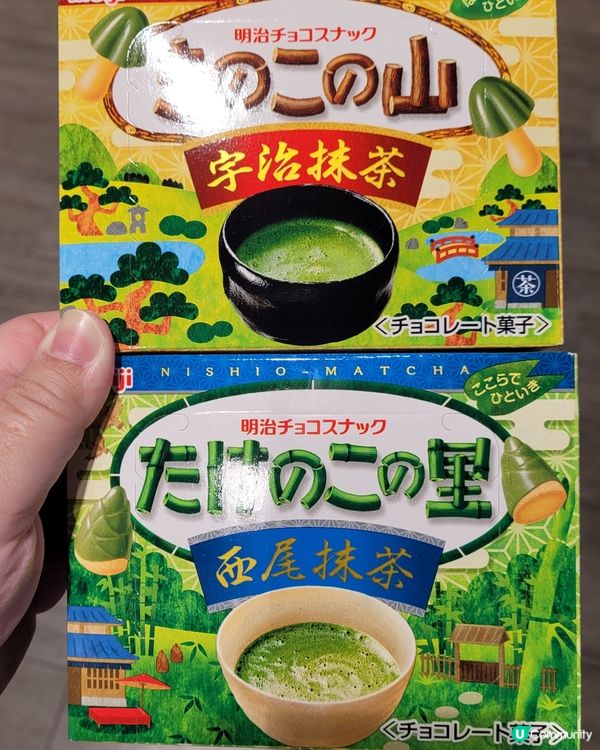 明治チョコスナック
きのこの山
宇治抹茶
茶
<チョコレート菓子>
NISHIO-MATCHA
ここらで
ひといき
明治チョコスナック
たけのこの里
西尾抹茶
<チョコレート菓子>
U Community